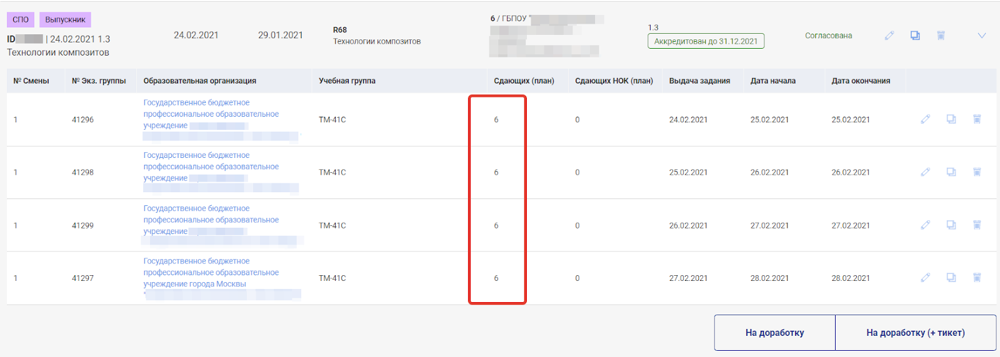 СПО Выпускник
ID | 24.02.2021 1.3
Технологии композитов
24.02.2021
29.01.2021
R68
Технологии композитов
6 / ГБПОУ "
1.3
Аккредитован до 31.12.2021
Согласована
№ Смены № Экз. группы Образовательная организация Учебная группа Сдающих (план) Сдающих НОК (план) Выдача задания Дата начала Дата окончания
Государственное бюджетное
профессиональное образовательное
учреждение
1 41296 ТМ-41С 6 0 24.02.2021 25.02.2021 25.02.2021
Государственное бюджетное
профессиональное образовательное
учреждение
1 41298 ТМ-41С 6 0 25.02.2021 26.02.2021 26.02.2021
Государственное бюджетное
профессиональное образовательное
учреждение
1 41299 ТМ-41С 6 0 26.02.2021 27.02.2021 27.02.2021
Государственное бюджетное
профессиональное образовательное
учреждение города Москвы
1 41297 ТМ-41С 6 0 27.02.2021 28.02.2021 28.02.2021
На доработку На доработку (+ тикет)